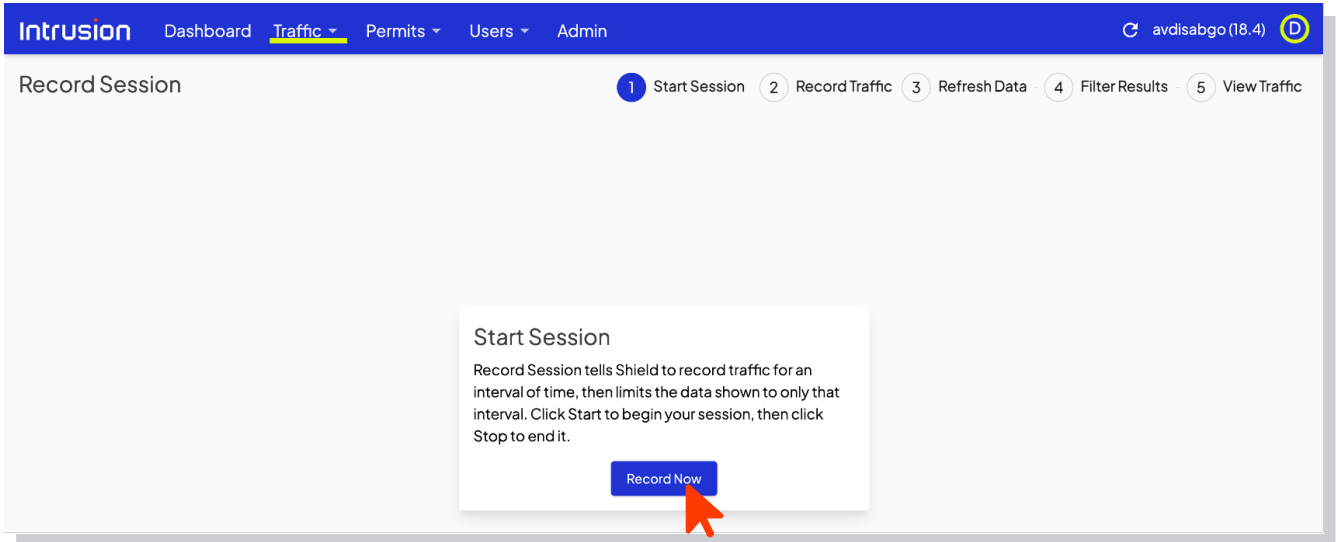 Intrusion Dashboard Traffic Permits Users Admin avdisabgo (18.4) D
Record Session 1 Start Session 2 Record Traffic 3 Refresh Data 4 Filter Results 5 View Traffic
Start Session
Record Session tells Shield to record traffic for an
interval of time, then limits the data shown to only that
interval. Click Start to begin your session, then click
Stop to end it.
Record Now